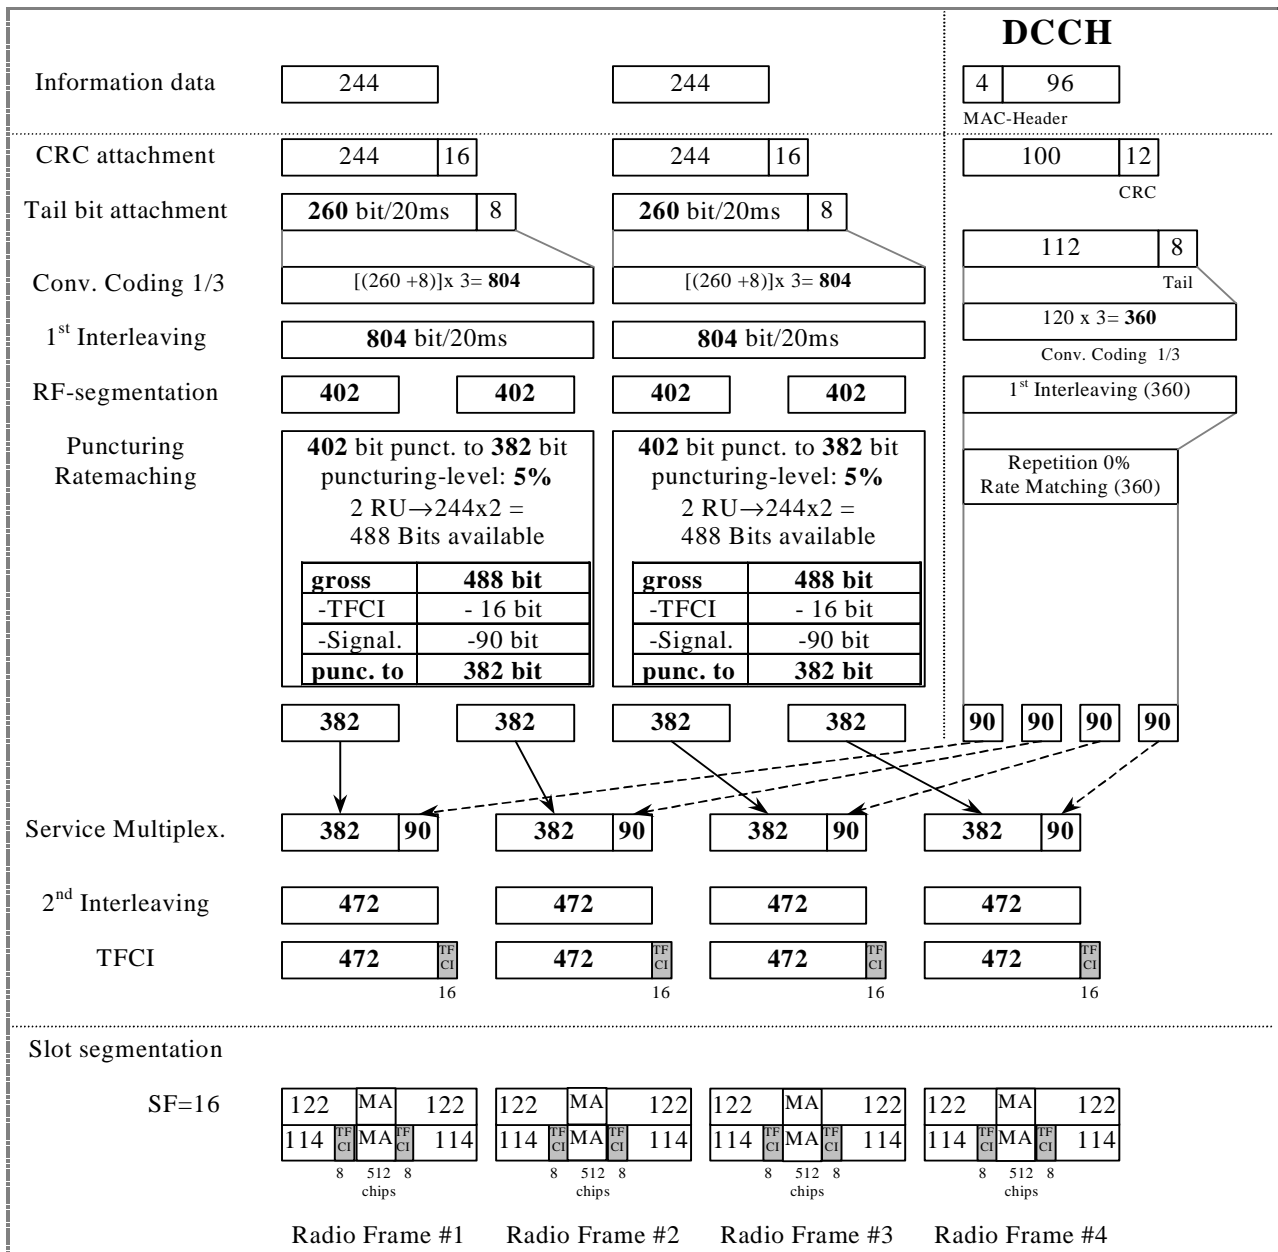 DCCH
Information data 244 244 4 96
MAC-Header
CRC attachment 244 16 244 16 100 12
CRC
Tail bit attachment 260 bit/20ms 8 260 bit/20ms 8
112 8
Tail
Conv. Coding 1/3 [(260 +8)]x 3= 804 [(260 +8)]x 3= 804
120 x 3= 360
Conv. Coding 1/3
1st Interleaving 804 bit/20ms 804 bit/20ms
RF-segmentation 402 402 402 402 1st Interleaving (360)
Puncturing 402 bit punct. to 382 bit 402 bit punct. to 382 bit
Ratemaching puncturing-level: 5% puncturing-level: 5%
Repetition 0%
Rate Matching (360)
2 RU→244x2 = 2 RU→244x2 =
488 Bits available 488 Bits available
gross 488 bit gross 488 bit
-TFCI - 16 bit -TFCI - 16 bit
-Signal. -90 bit -Signal. -90 bit
punc. to 382 bit punc. to 382 bit
382 382 382 382 90 90 90 90
Service Multiplex. 382 90 382 90 382 90 382 90
2nd Interleaving 472 472 472 472
TFCI 472 TF CI 472 TF CI 472 TF CI 472 TF CI
16 16 16 16
Slot segmentation
SF=16 122 MA 122 122 MA 122 122 MA 122 122 MA 122
114 TF CI MA TF CI 114 114 TF CI MA TF CI 114 114 TF CI MA TF CI 114 114 TF CI MA TF CI 114
8 512 8 8 512 8 8 512 8 8 512 8
chips chips chips chips
Radio Frame #1 Radio Frame #2 Radio Frame #3 Radio Frame #4